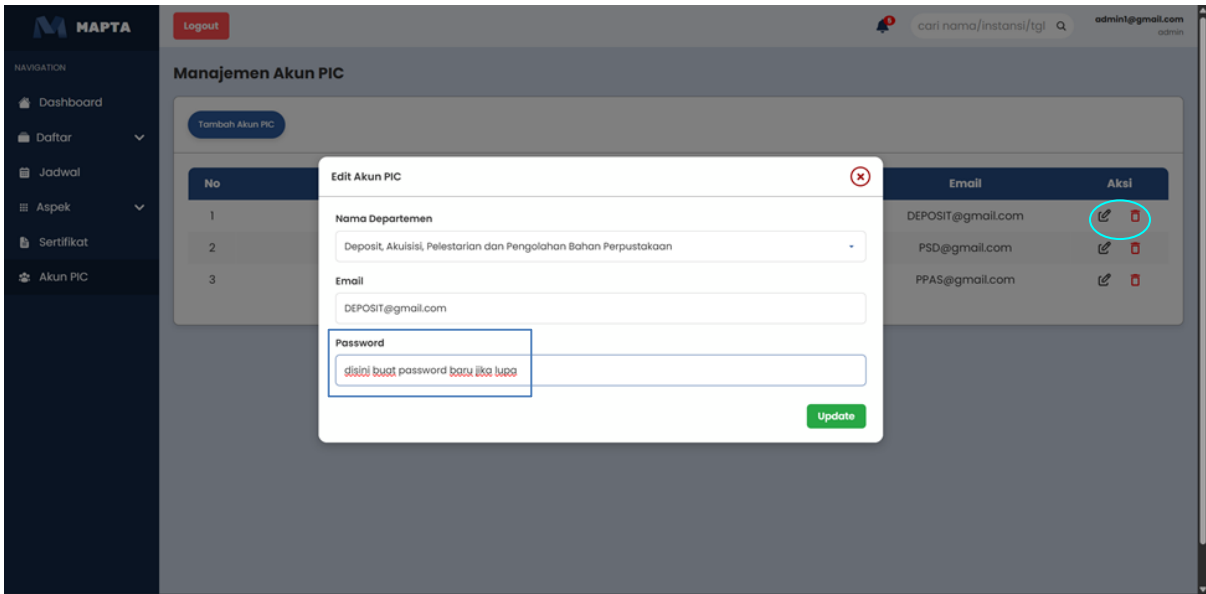 MAPTA
Logout
5
cari nama/instansi/tgl
admin1@gmail.com
admin
NAVIGATION
Dashboard
Daftar
Jadwal
Aspek
Sertifikat
Akun PIC
Manajemen Akun PIC
Tambah Akun PIC
No Email Aksi
1 DEPOSIT@gmail.com
2 PSD@gmail.com
3 PPAS@gmail.com
Edit Akun PIC
Nama Departemen
Deposit, Akuisisi, Pelestarian dan Pengolahan Bahan Perpustakaan
Email
DEPOSIT@gmail.com
Password
disini buat password baru jika lupa
Update